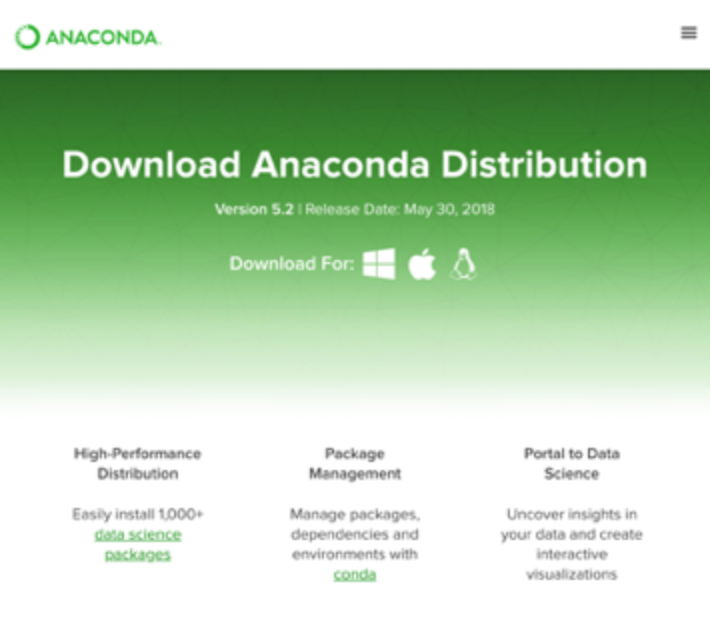 ANACONDA.
Download Anaconda Distribution
Version 5.2 | Release Date: May 30, 2018
Download For:
High-Performance
Distribution
Easily install 1,000+
data science
packages
Package
Management
Manage packages,
dependencies and
environments with
conda
Portal to Data
Science
Uncover insights in
your data and create
interactive
visualizations